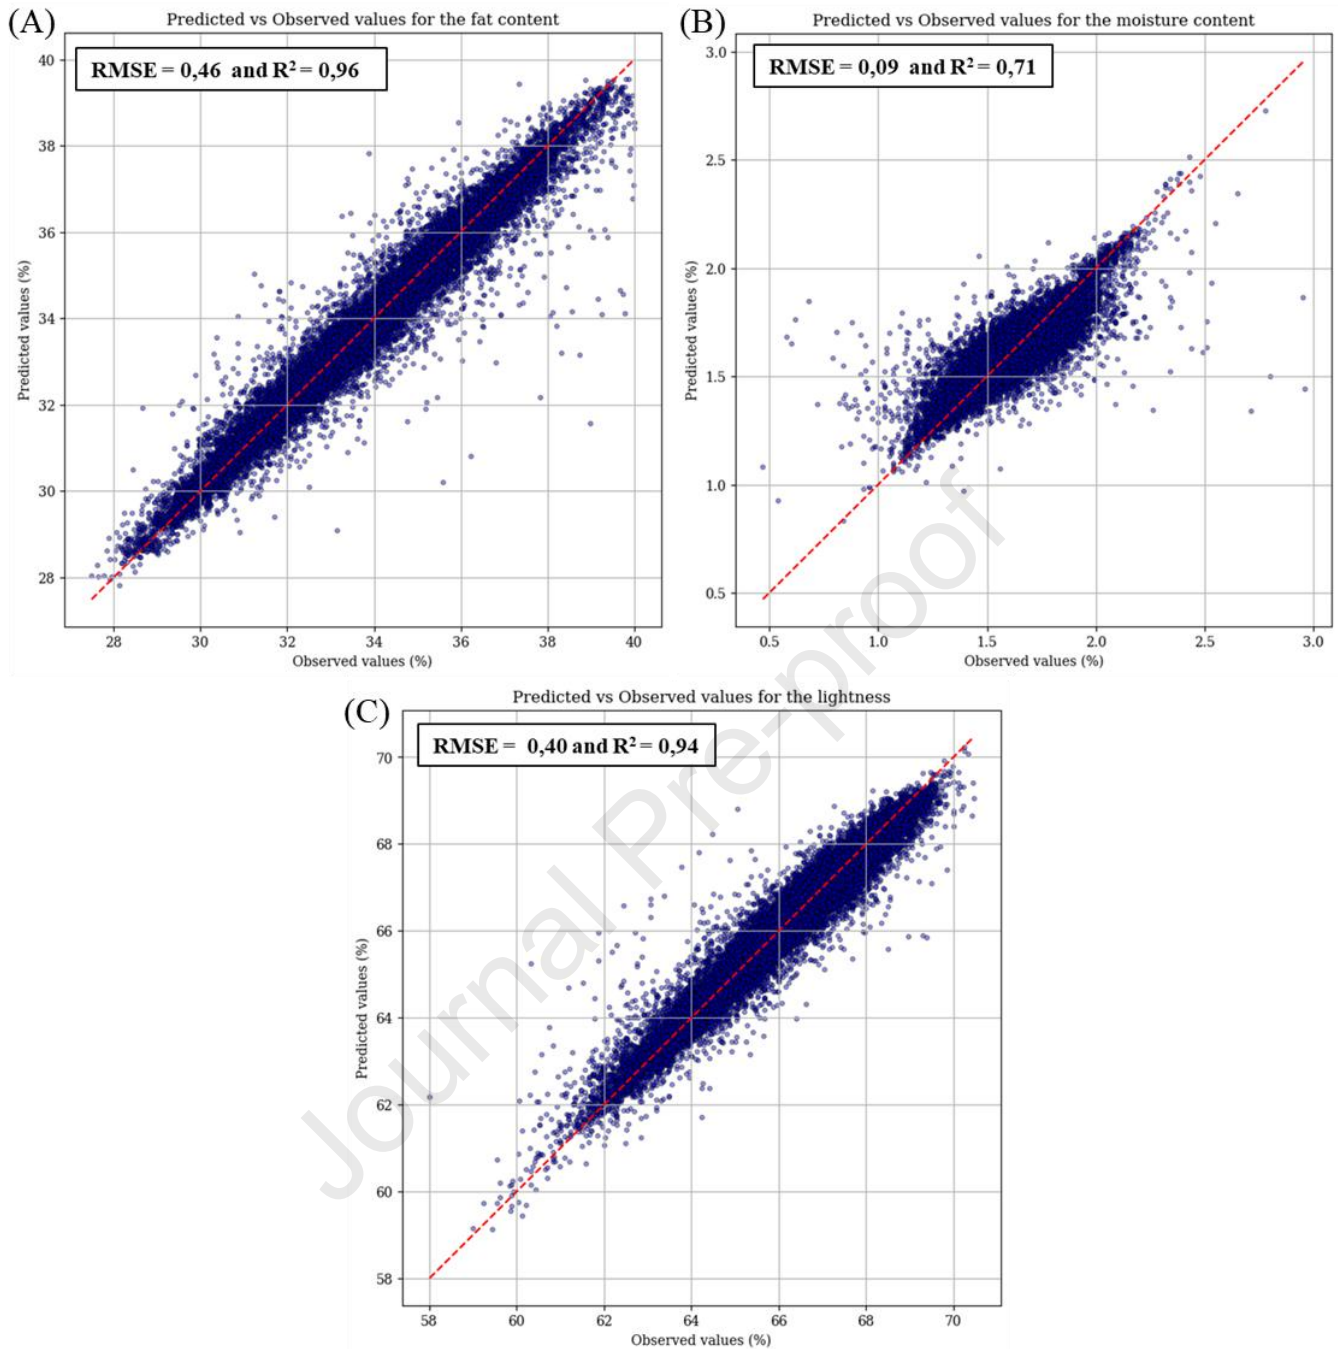 (A)
Predicted vs Observed values for the fat content
RMSE = 0,46 and R² = 0,96
40
38
36
34
32
30
28
Predicted values (%)
28 30 32 34 36 38 40
Observed values (%)
(B)
Predicted vs Observed values for the moisture content
RMSE = 0,09 and R² = 0,71
3.0
2.5
2.0
1.5
1.0
0.5
Predicted values (%)
0.5 1.0 1.5 2.0 2.5 3.0
Observed values (%)
(C)
Predicted vs Observed values for the lightness
RMSE = 0,40 and R² = 0,94
70
68
66
64
62
60
58
Predicted values (%)
58 60 62 64 66 68 70
Observed values (%)
Journal Pre-proof